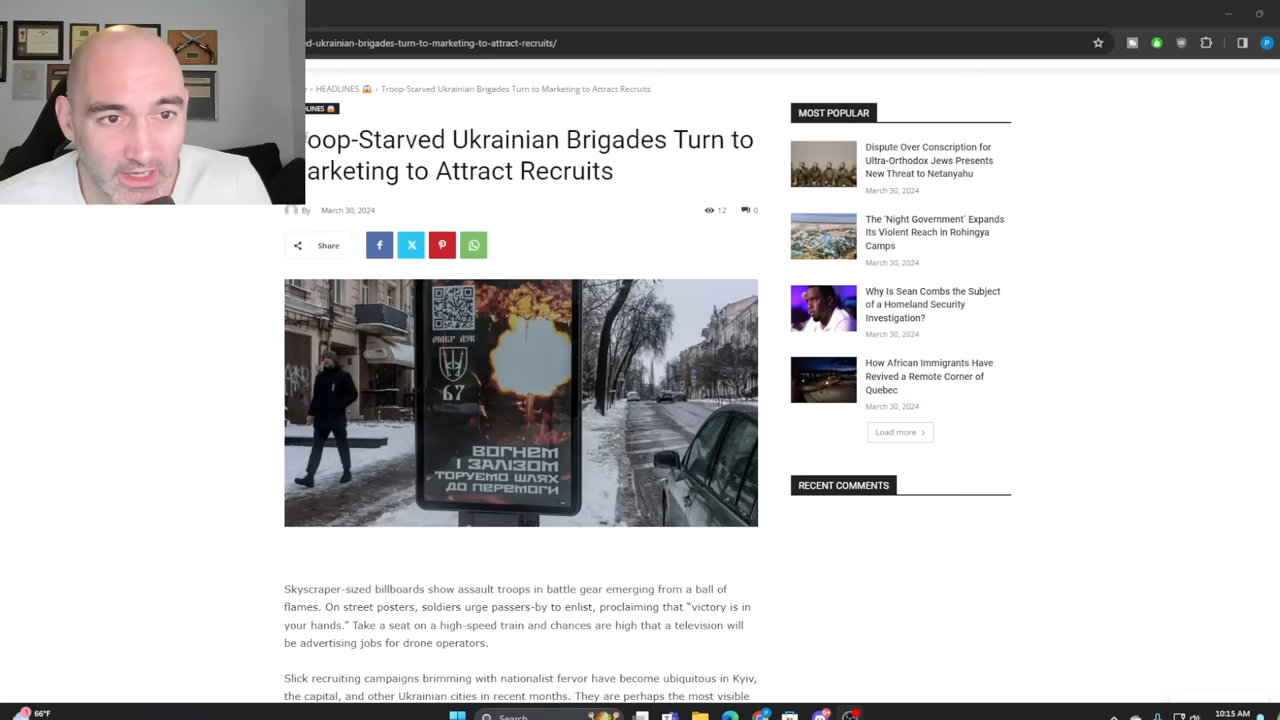 d-ukrainian-brigades-turn-to-marketing-to-attract-recruits/
› HEADLINES 😱 › Troop-Starved Ukrainian Brigades Turn to Marketing to Attract Recruits
LINES 😱
oop-Starved Ukrainian Brigades Turn to
arketing to Attract Recruits
By March 30, 2024
12 0
Share
67
ВОГНЕМ
І ЗАЛІЗОМ
ТОРУЄМО ШЛЯХ
ДО ПЕРЕМОГИ
Skyscraper-sized billboards show assault troops in battle gear emerging from a ball of
flames. On street posters, soldiers urge passers-by to enlist, proclaiming that “victory is in
your hands.” Take a seat on a high-speed train and chances are high that a television will
be advertising jobs for drone operators.
Slick recruiting campaigns brimming with nationalist fervor have become ubiquitous in Kyiv,
the capital, and other Ukrainian cities in recent months. They are perhaps the most visible
MOST POPULAR
Dispute Over Conscription for
Ultra-Orthodox Jews Presents
New Threat to Netanyahu
March 30, 2024
The ‘Night Government’ Expands
Its Violent Reach in Rohingya
Camps
March 30, 2024
Why Is Sean Combs the Subject
of a Homeland Security
Investigation?
March 30, 2024
How African Immigrants Have
Revived a Remote Corner of
Quebec
March 30, 2024
Load more
RECENT COMMENTS
66°F
Search
10:15 AM